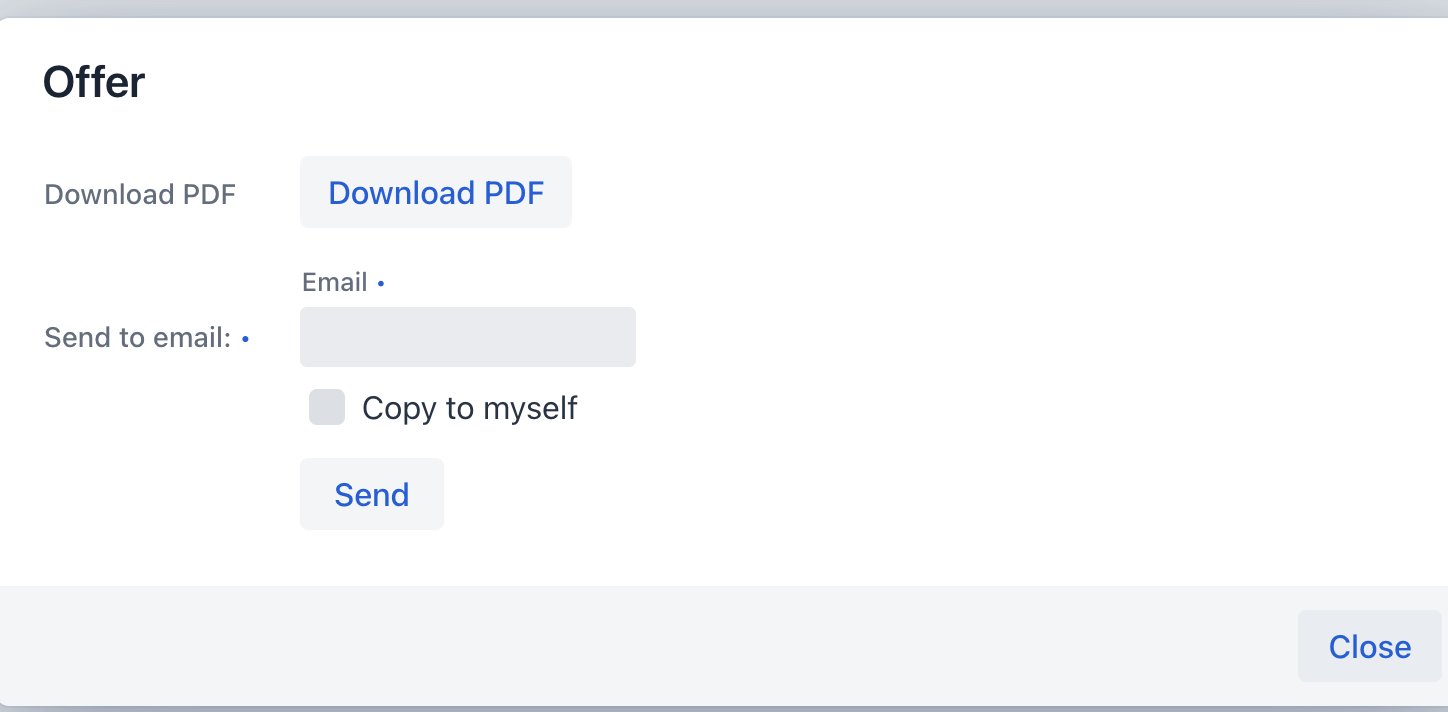 Offer
Download PDF
Download PDF
Email •
Send to email: •
Copy to myself
Send
Close